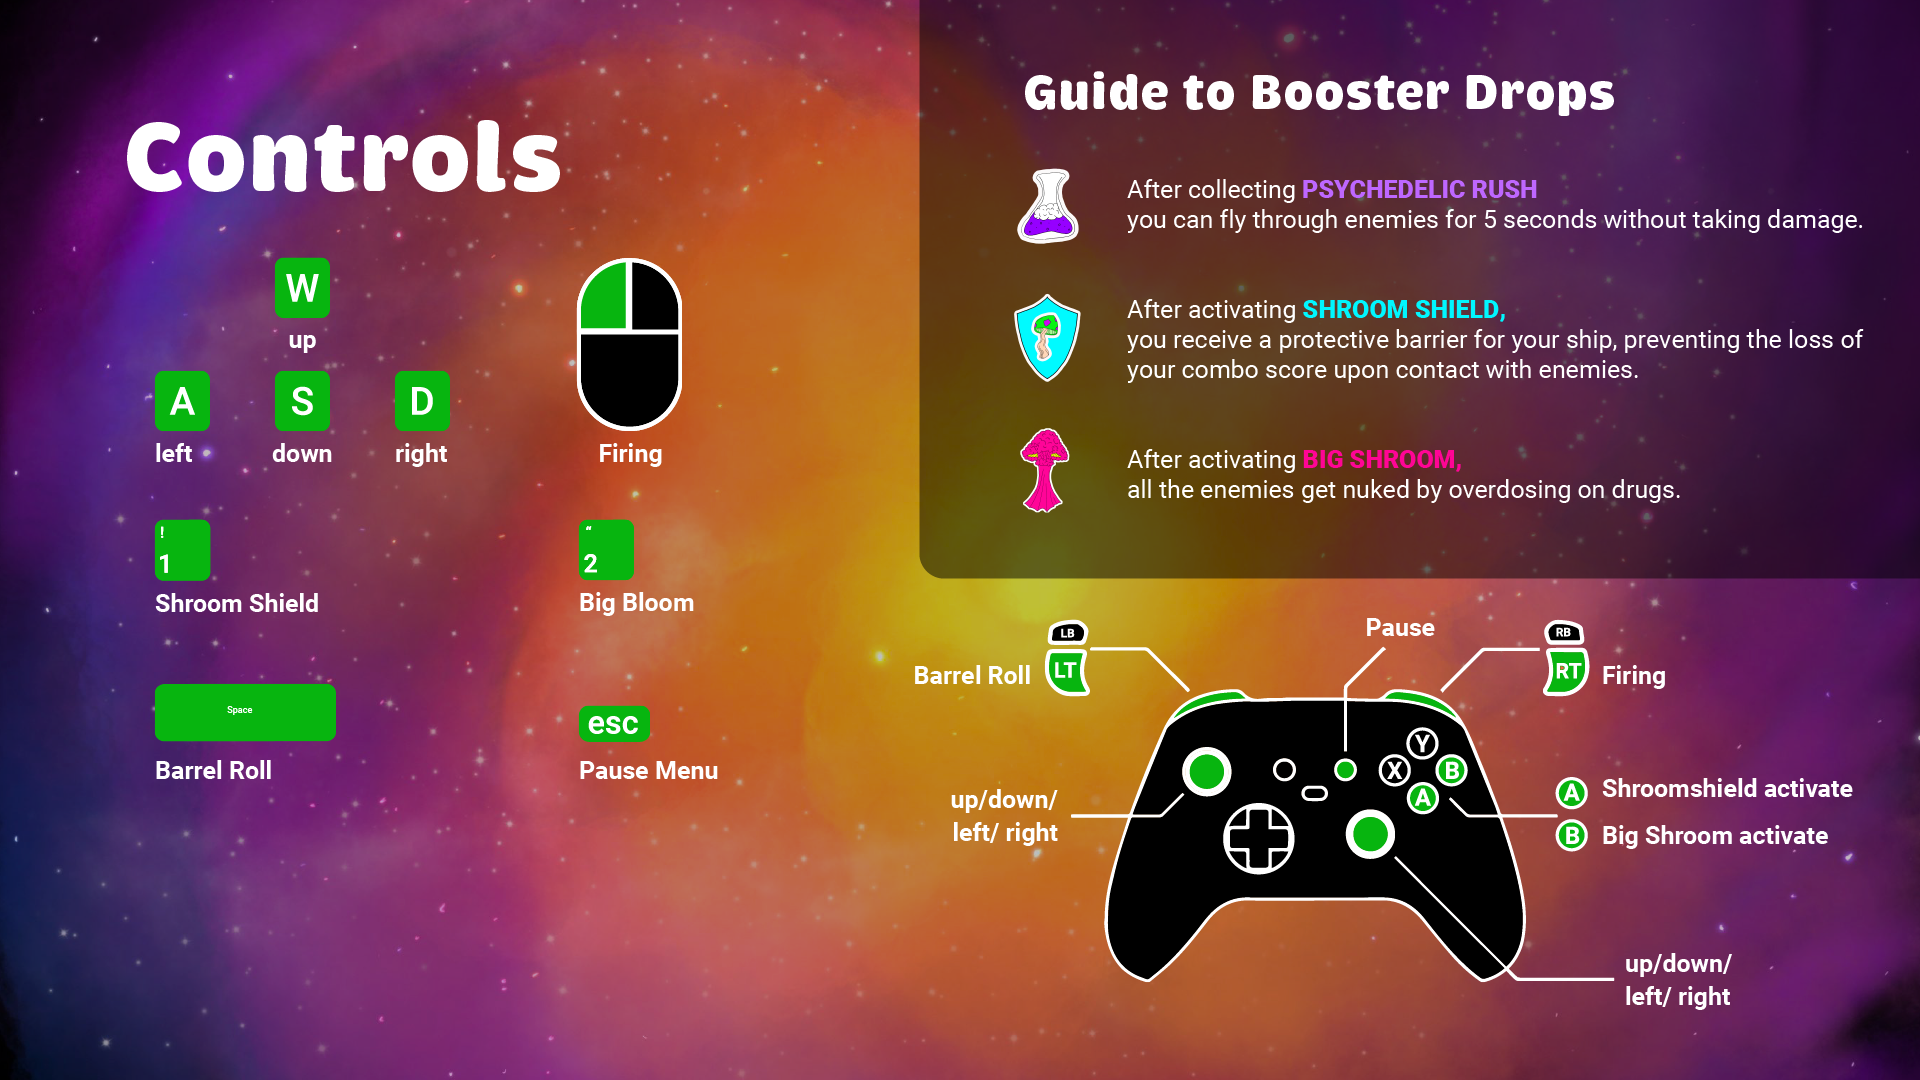 Controls
W
up
A
S
D
left
down
right
Firing
!
1
Shroom Shield
“
2
Big Bloom
Space
Barrel Roll
esc
Pause Menu
Guide to Booster Drops
After collecting PSYCHEDELIC RUSH
you can fly through enemies for 5 seconds without taking damage.
After activating SHROOM SHIELD,
you receive a protective barrier for your ship, preventing the loss of
your combo score upon contact with enemies.
After activating BIG SHROOM,
all the enemies get nuked by overdosing on drugs.
LB
LT
Barrel Roll
Pause
RB
RT
Firing
Y
X
B
A
up/down/
left/ right
A Shroomshield activate
B Big Shroom activate
up/down/
left/ right